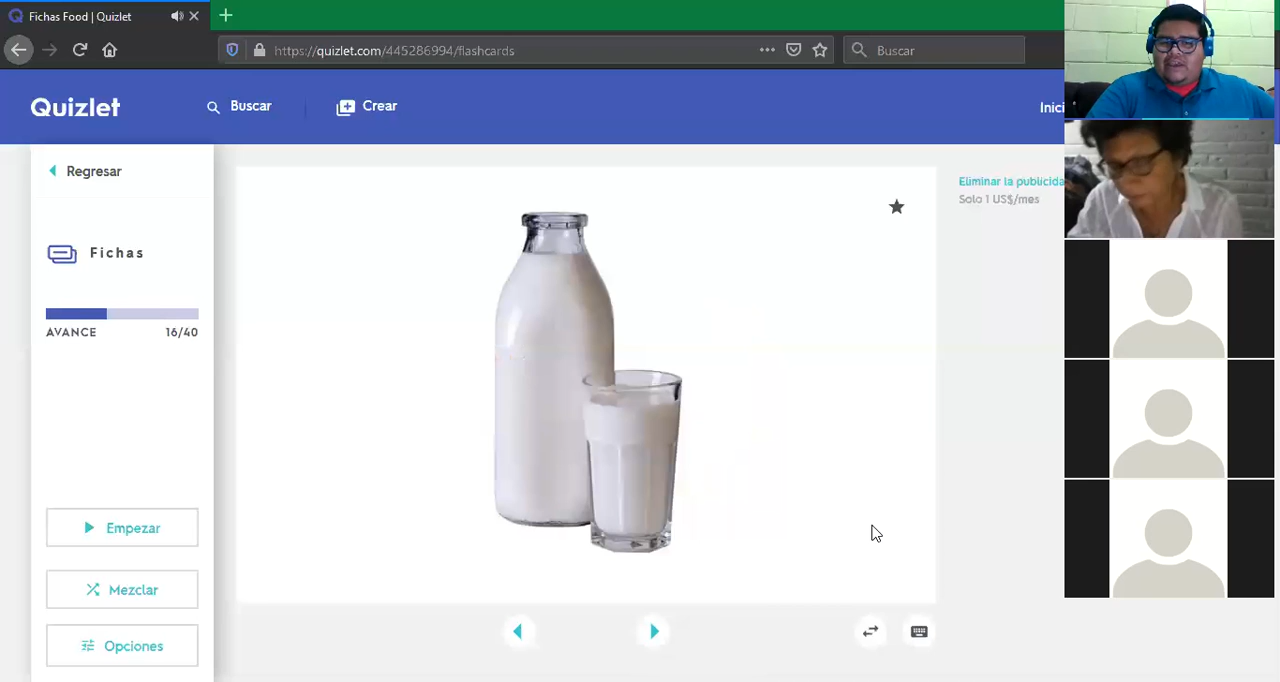 Fichas Food | Quizlet
https://quizlet.com/445286994/flashcards
Buscar
Quizlet
Buscar
Crear
Inici
Regresar
Eliminar la publicida
Solo 1 US$/mes
Fichas
AVANCE 16/40
Empezar
Mezclar
Opciones